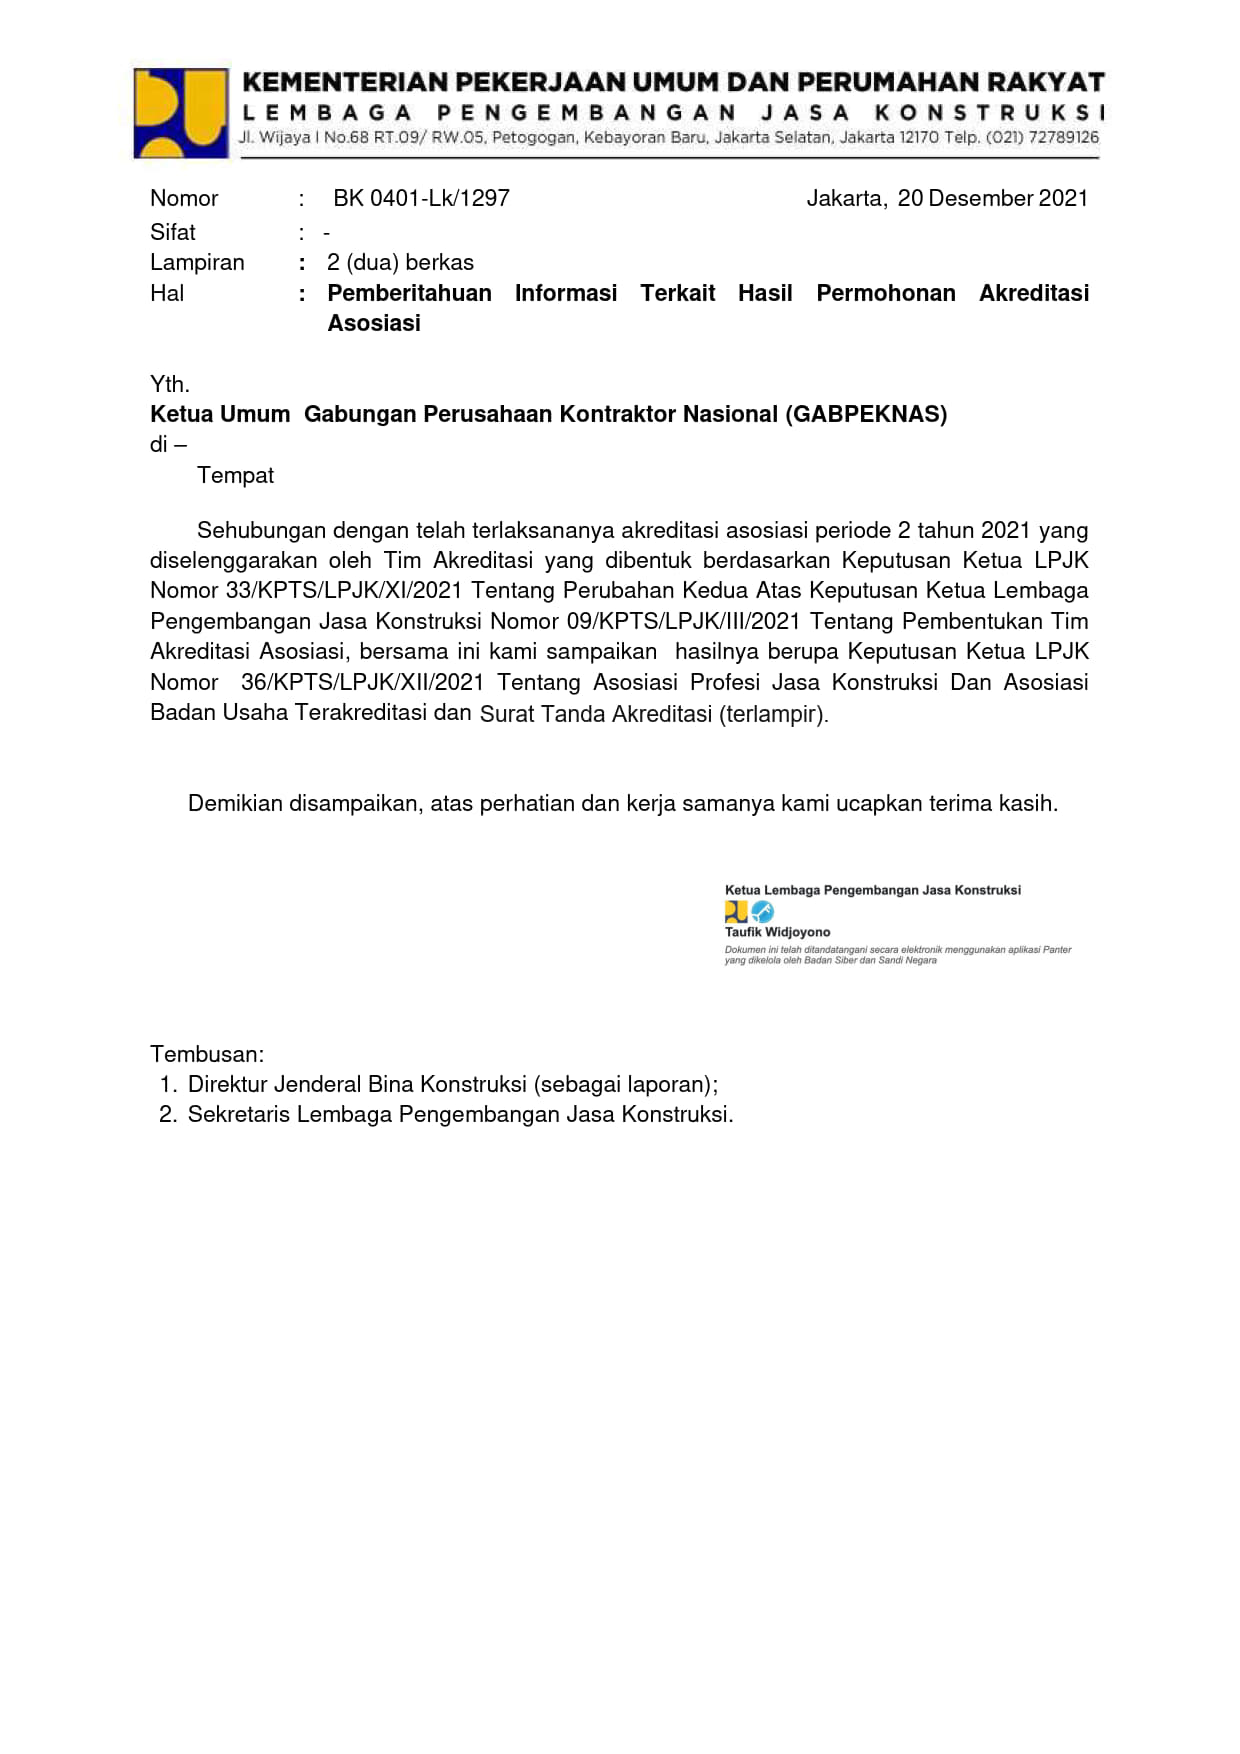 KEMENTERIAN PEKERJAAN UMUM DAN PERUMAHAN RAKYAT
LEMBAGA PENGEMBANGAN JASA KONSTRUKSI
Jl. Wijaya I No.68 RT.09/ RW.05, Petogogan, Kebayoran Baru, Jakarta Selatan, Jakarta 12170 Telp. (021) 72789126
Nomor : BK 0401-Lk/1297 Jakarta, 20 Desember 2021
Sifat : -
Lampiran : 2 (dua) berkas
Hal : Pemberitahuan Informasi Terkait Hasil Permohonan Akreditasi
Asosiasi
Yth.
Ketua Umum Gabungan Perusahaan Kontraktor Nasional (GABPEKNAS)
di –
Tempat
Sehubungan dengan telah terlaksananya akreditasi asosiasi periode 2 tahun 2021 yang
diselenggarakan oleh Tim Akreditasi yang dibentuk berdasarkan Keputusan Ketua LPJK
Nomor 33/KPTS/LPJK/XI/2021 Tentang Perubahan Kedua Atas Keputusan Ketua Lembaga
Pengembangan Jasa Konstruksi Nomor 09/KPTS/LPJK/III/2021 Tentang Pembentukan Tim
Akreditasi Asosiasi, bersama ini kami sampaikan hasilnya berupa Keputusan Ketua LPJK
Nomor 36/KPTS/LPJK/XII/2021 Tentang Asosiasi Profesi Jasa Konstruksi Dan Asosiasi
Badan Usaha Terakreditasi dan Surat Tanda Akreditasi (terlampir).
Demikian disampaikan, atas perhatian dan kerja samanya kami ucapkan terima kasih.
Ketua Lembaga Pengembangan Jasa Konstruksi
Taufik Widjoyono
Dokumen ini telah ditandatangani secara elektronik menggunakan aplikasi Panter
yang dikelola oleh Badan Siber dan Sandi Negara
Tembusan:
1. Direktur Jenderal Bina Konstruksi (sebagai laporan);
2. Sekretaris Lembaga Pengembangan Jasa Konstruksi.